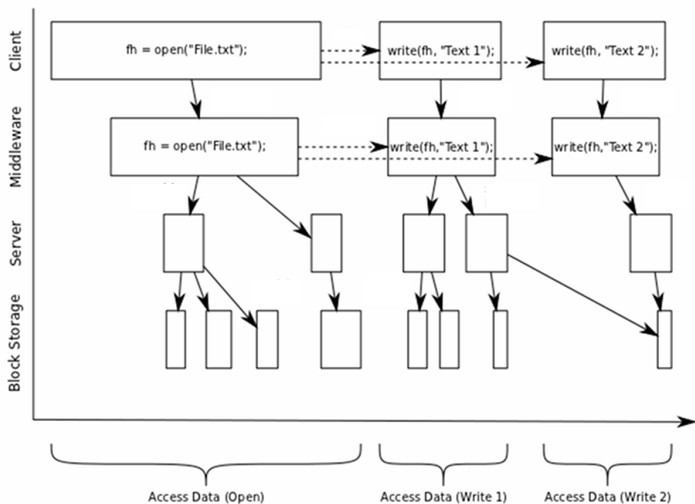 Client
fh = open("File.txt");
write(fh, "Text 1");
write(fh, "Text 2");
Middleware
fh = open("File.txt");
write(fh,"Text 1");
write(fh,"Text 2");
Server
Block Storage
Access Data (Open)
Access Data (Write 1)
Access Data (Write 2)